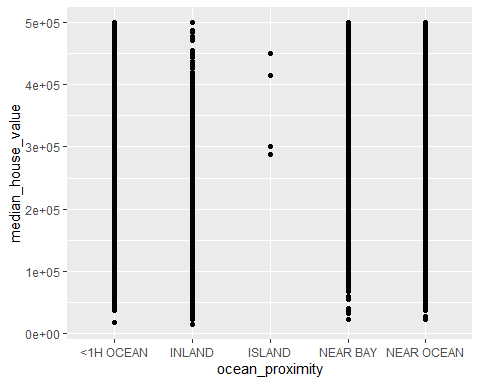 5e+05
4e+05
3e+05
2e+05
1e+05
0e+00
median_house_value
<1H OCEAN INLAND ISLAND NEAR BAY NEAR OCEAN
ocean_proximity